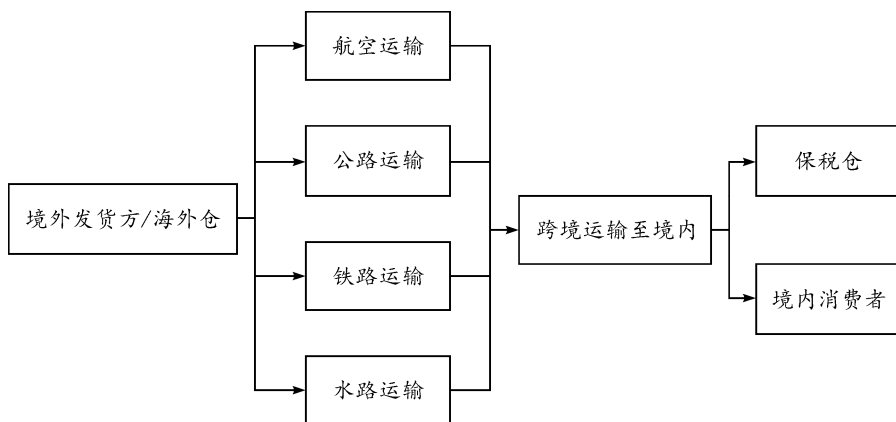 境外发货方/海外仓
航空运输
公路运输
铁路运输
水路运输
跨境运输至境内
保税仓
境内消费者